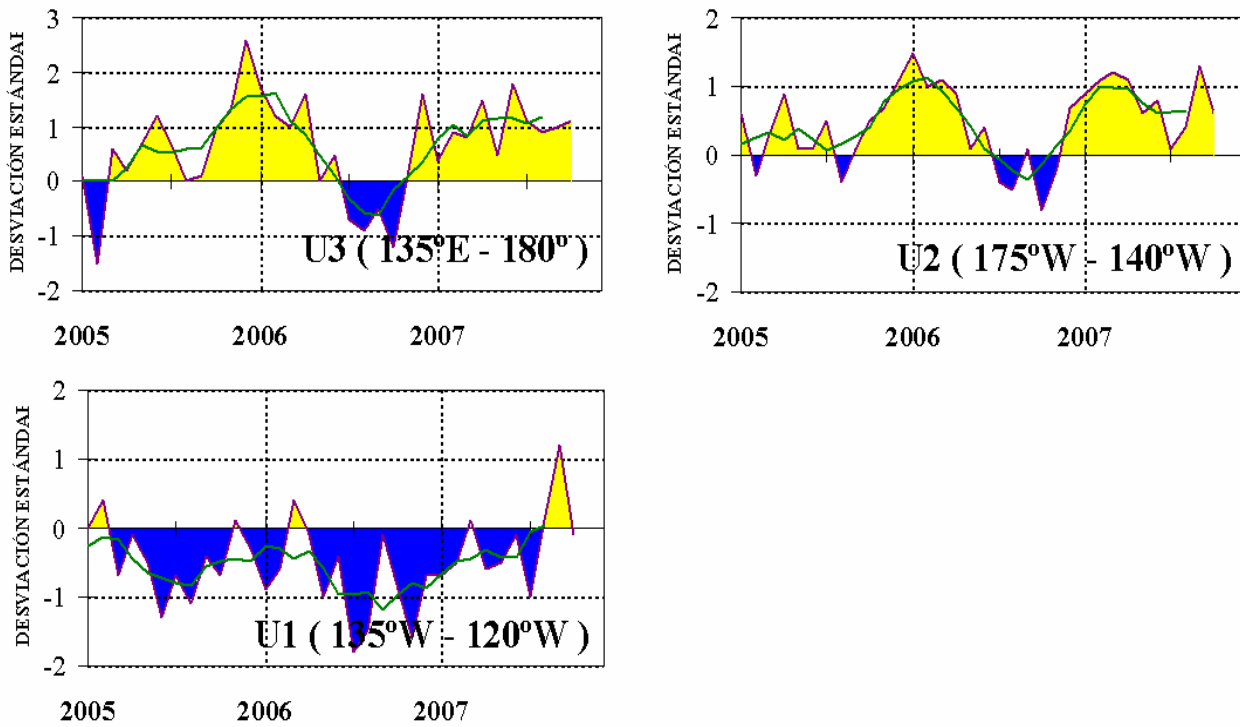 DESVIACIÓN ESTÁNDAI
3
2
1
0
-1
-2
U3 ( 135ºE - 180º )
2005 2006 2007
DESVIACIÓN ESTÁNDAI
2
1
0
-1
-2
U2 ( 175ºW - 140ºW )
2005 2006 2007
DESVIACIÓN ESTÁNDAI
2
1
0
-1
-2
U1 ( 135ºW - 120ºW )
2005 2006 2007